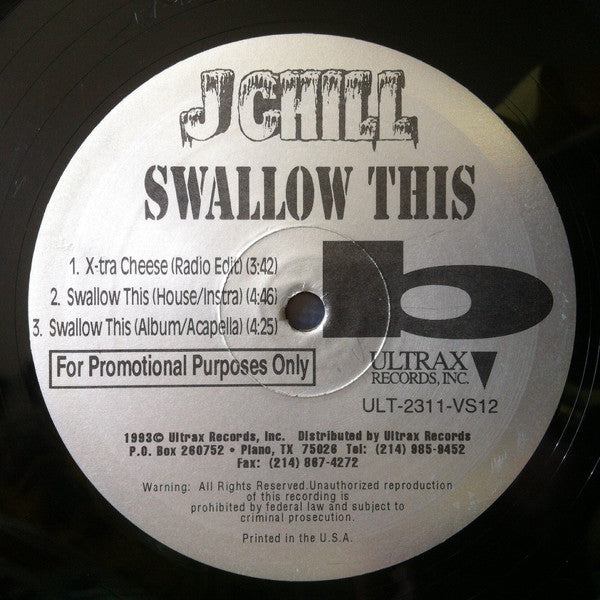 J CHILL
SWALLOW THIS
1. X-tra Cheese (Radio Edit) (3:42)
2. Swallow This (House/Instra) (4:46)
3. Swallow This (Album/Acapella) (4:25)
For Promotional Purposes Only
b
ULTRAX
RECORDS, INC.
ULT-2311-VS12
1993© Ultrax Records, Inc. Distributed by Ultrax Records
P.O. Box 260752 • Plano, TX 75026 Tel: (214) 985-9452
Fax: (214) 867-4272
Warning: All Rights Reserved.Unauthorized reproduction
of this recording is
prohibited by federal law and subject to
criminal prosecution.
Printed in the U.S.A.